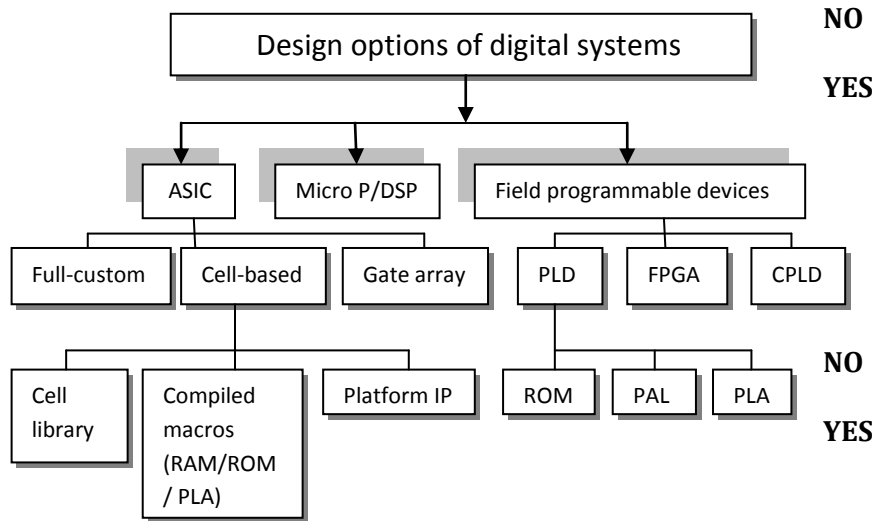 NO
Design options of digital systems
YES
ASIC
Micro P/DSP
Field programmable devices
Full-custom
Cell-based
Gate array
PLD
FPGA
CPLD
NO
Cell
library
Compiled
macros
(RAM/ROM
/ PLA)
Platform IP
ROM
PAL
PLA
YES